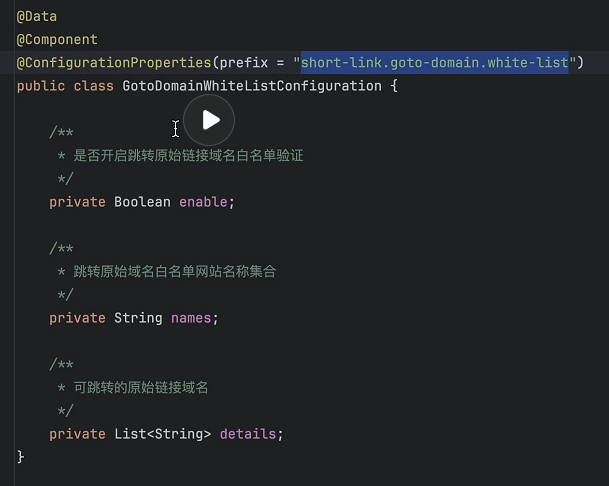 @Data
@Component
@ConfigurationProperties(prefix = "short-link.goto-domain.white-list")
public class GotoDomainWhiteListConfiguration {
/**
* 是否开启跳转原始链接域名白名单验证
*/
private Boolean enable;
/**
* 跳转原始域名白名单网站名称集合
*/
private String names;
/**
* 可跳转的原始链接域名
*/
private List<String> details;
}